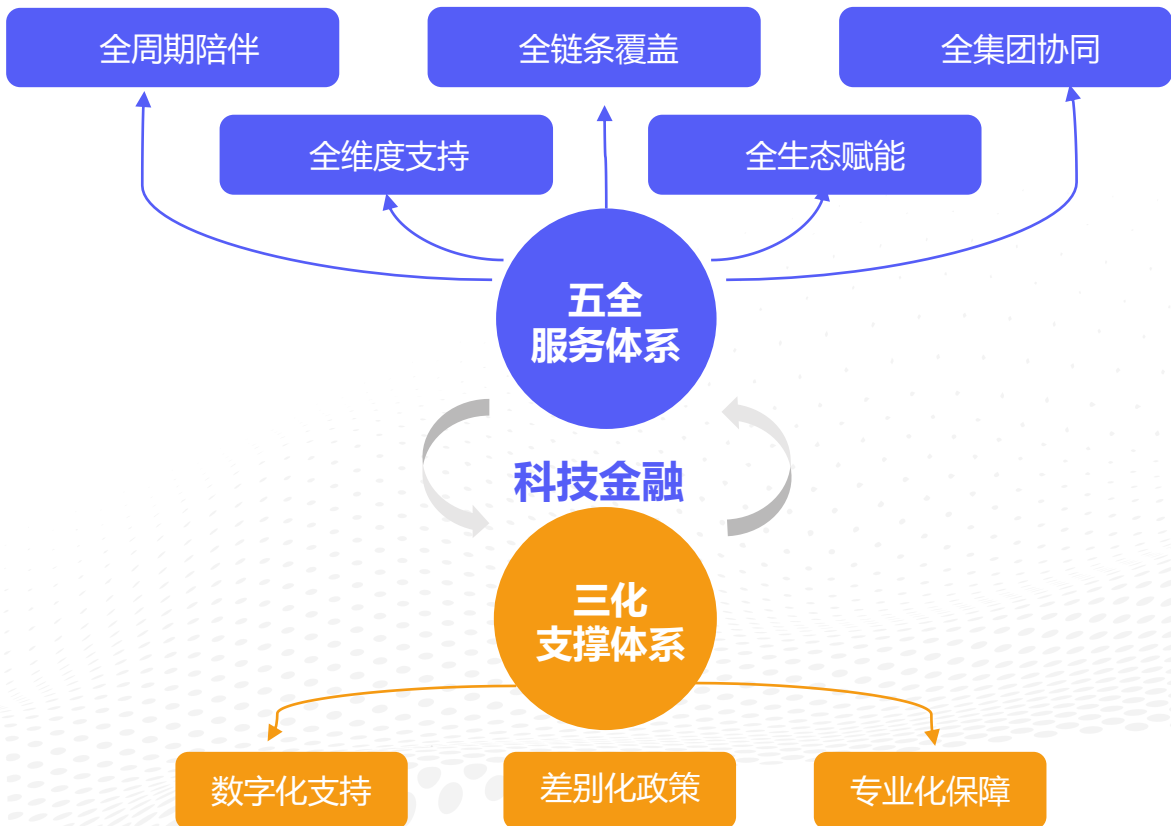 全周期陪伴
全链条覆盖
全集团协同
全维度支持
全生态赋能
五全
服务体系
科技金融
三化
支撑体系
数字化支持
差别化政策
专业化保障